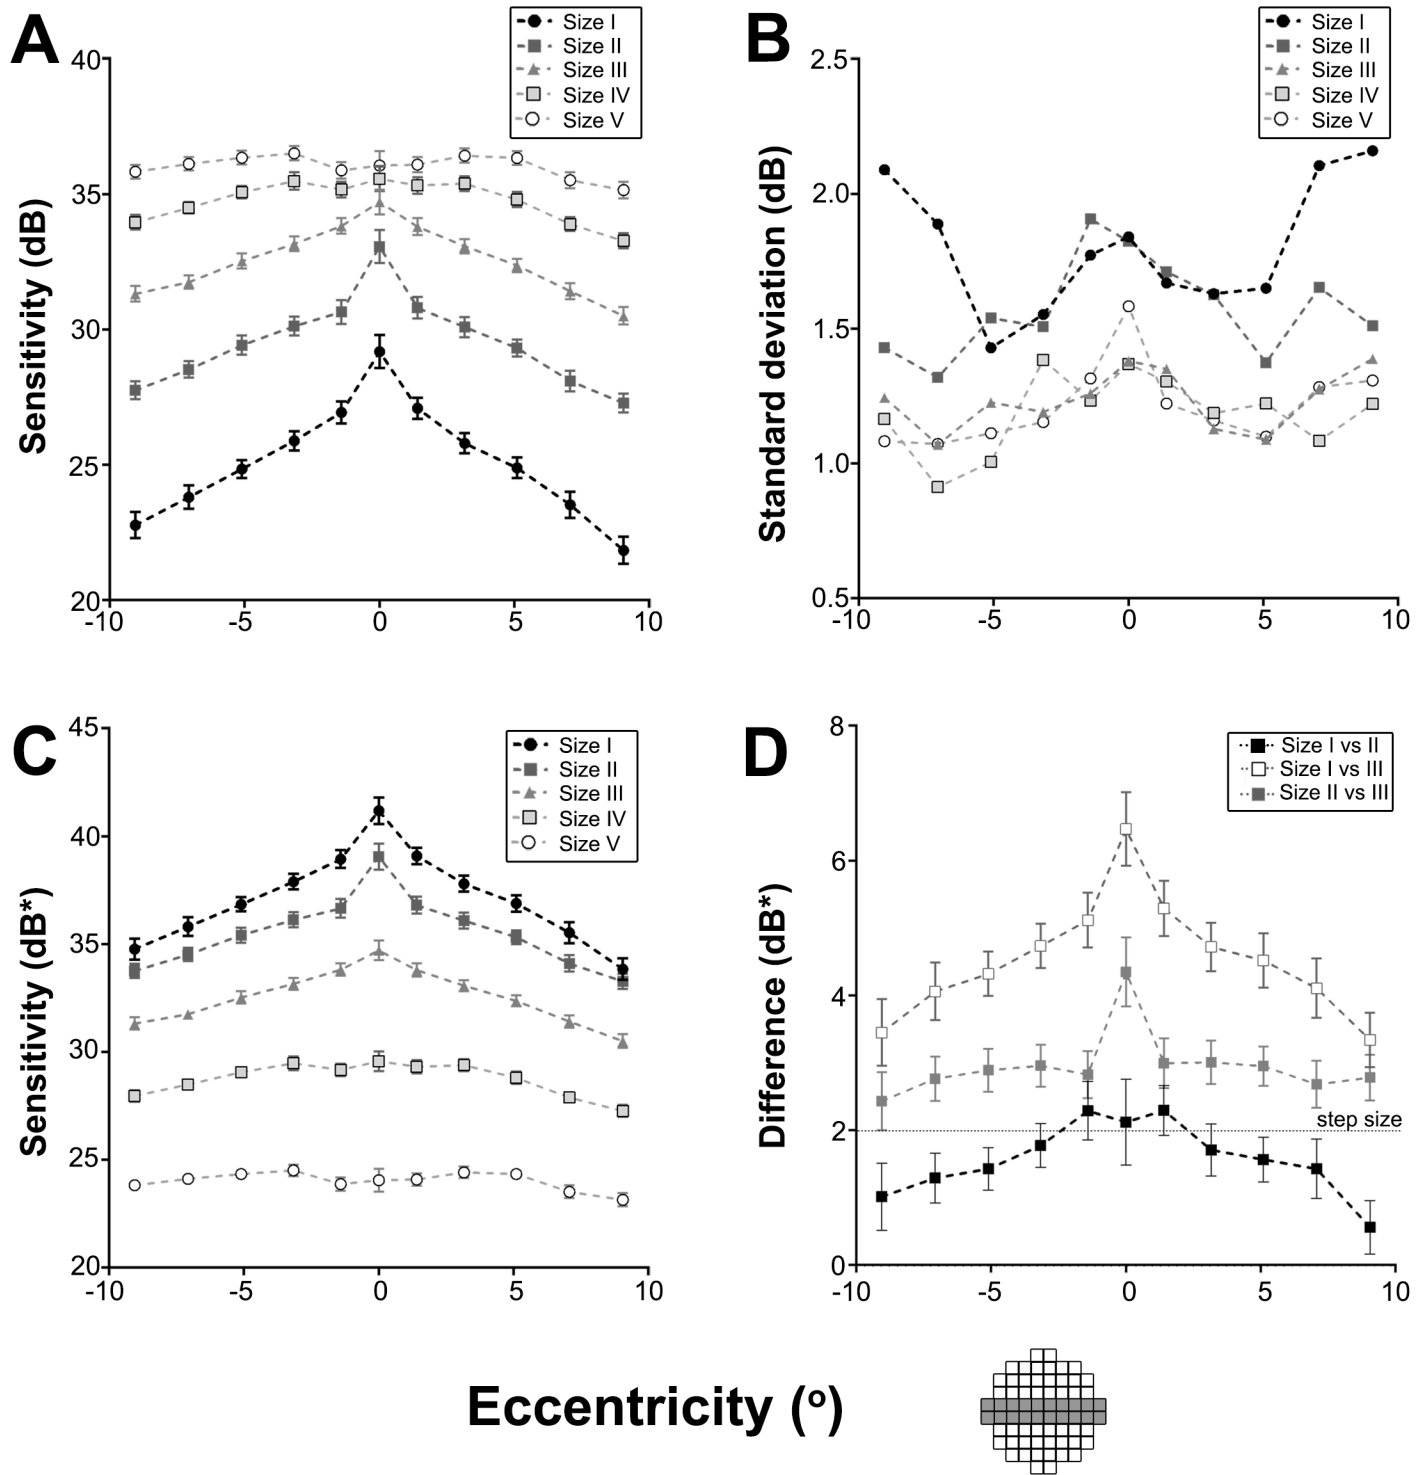 A
Size I
Size II
Size III
Size IV
Size V
40
35
30
25
20
-10
-5
0
5
10
Sensitivity (dB)
B
Size I
Size II
Size III
Size IV
Size V
2.5
2.0
1.5
1.0
0.5
-10
-5
0
5
10
Standard deviation (dB)
C
Size I
Size II
Size III
Size IV
Size V
45
40
35
30
25
20
-10
-5
0
5
10
Sensitivity (dB*)
D
Size I vs II
Size I vs III
Size II vs III
8
6
4
2
0
step size
-10
-5
0
5
10
Difference (dB*)
Eccentricity (º)